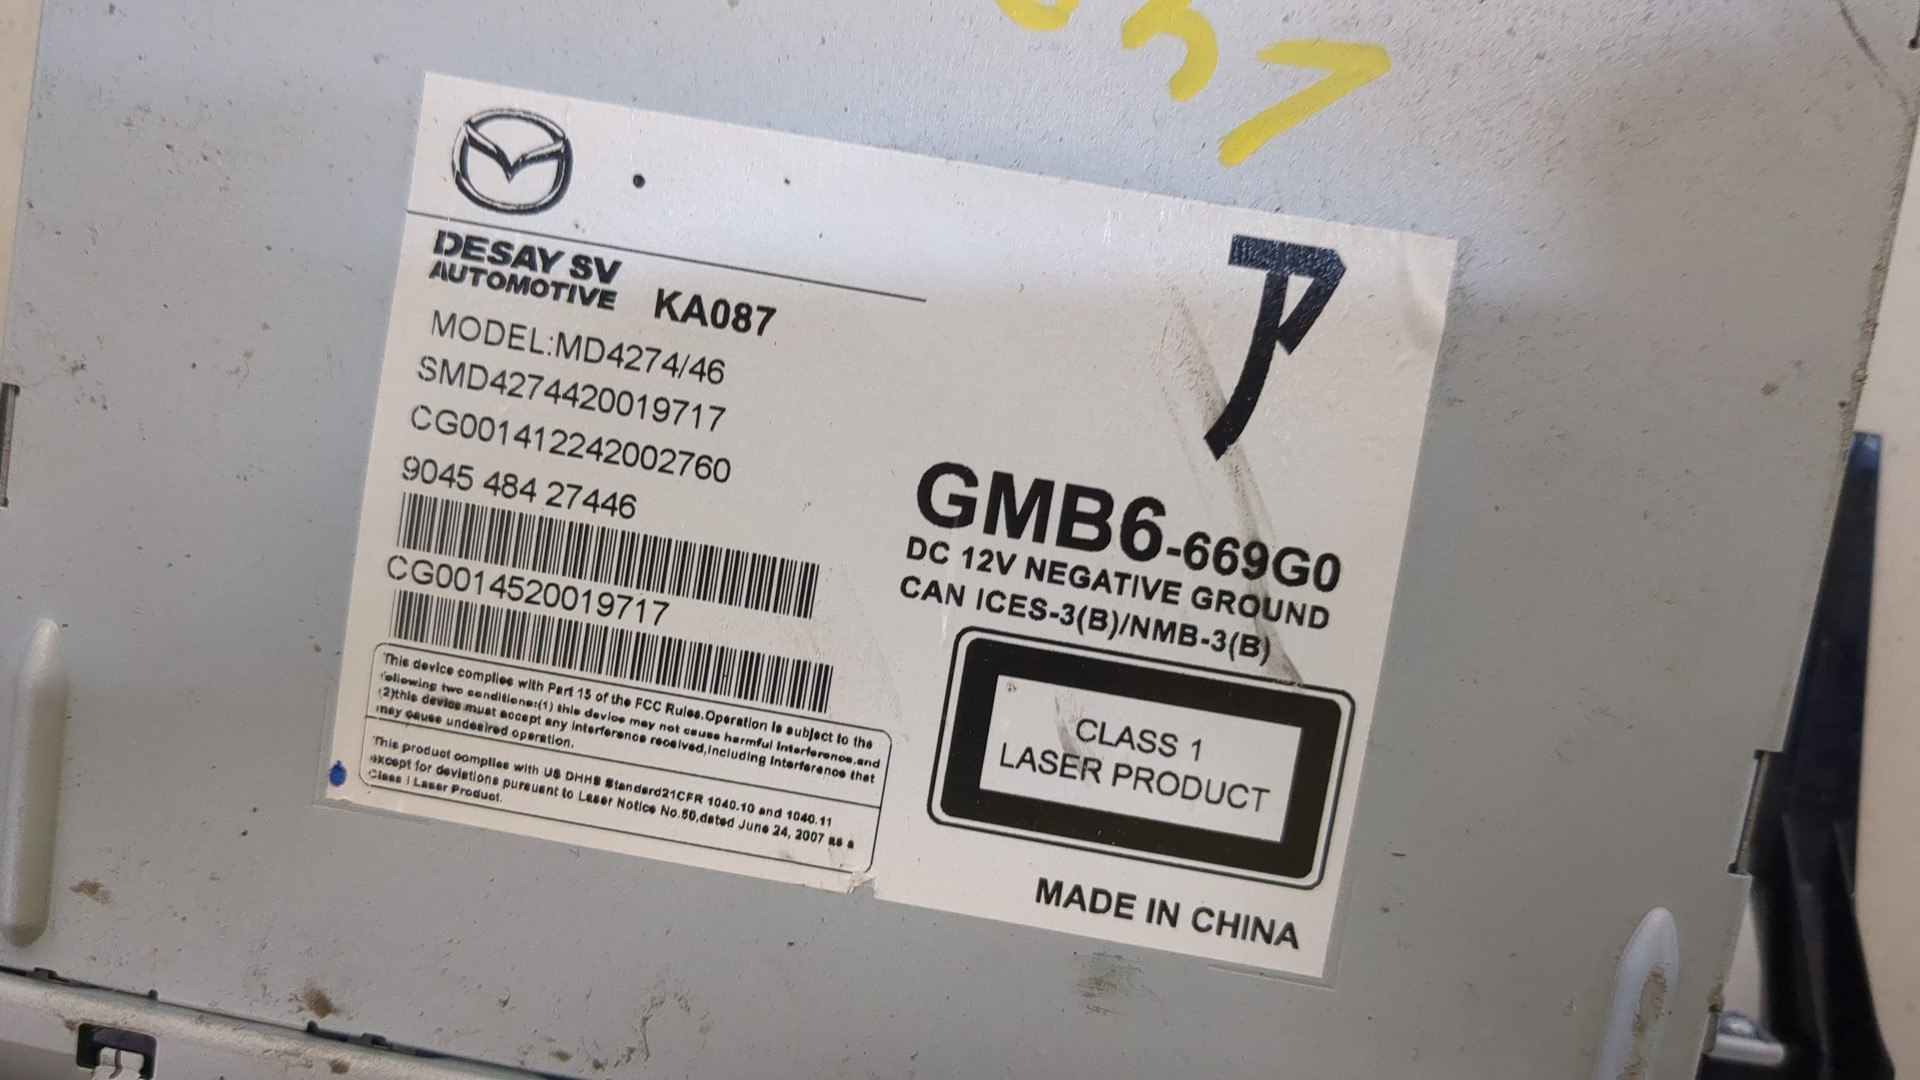 DESAY SV
AUTOMOTIVE KA087
MODEL:MD4274/46
SMD4274420019717
CG001412242002760
9045 484 27446
CG0014520019717
This device complies with Part 15 of the FCC Rules.Operation is subject to the
following two conditions:(1) this device may not cause harmful interference,and
(2)this device must accept any interference received,including interference that
may cause undesired operation.
This product complies with US DHHS Standard21CFR 1040.10 and 1040.11
except for deviations pursuant to Laser Notice No.50,dated June 24, 2007 as a
Class I Laser Product.
GMB6-669G0
DC 12V NEGATIVE GROUND
CAN ICES-3(B)/NMB-3(B)
CLASS 1
LASER PRODUCT
MADE IN CHINA